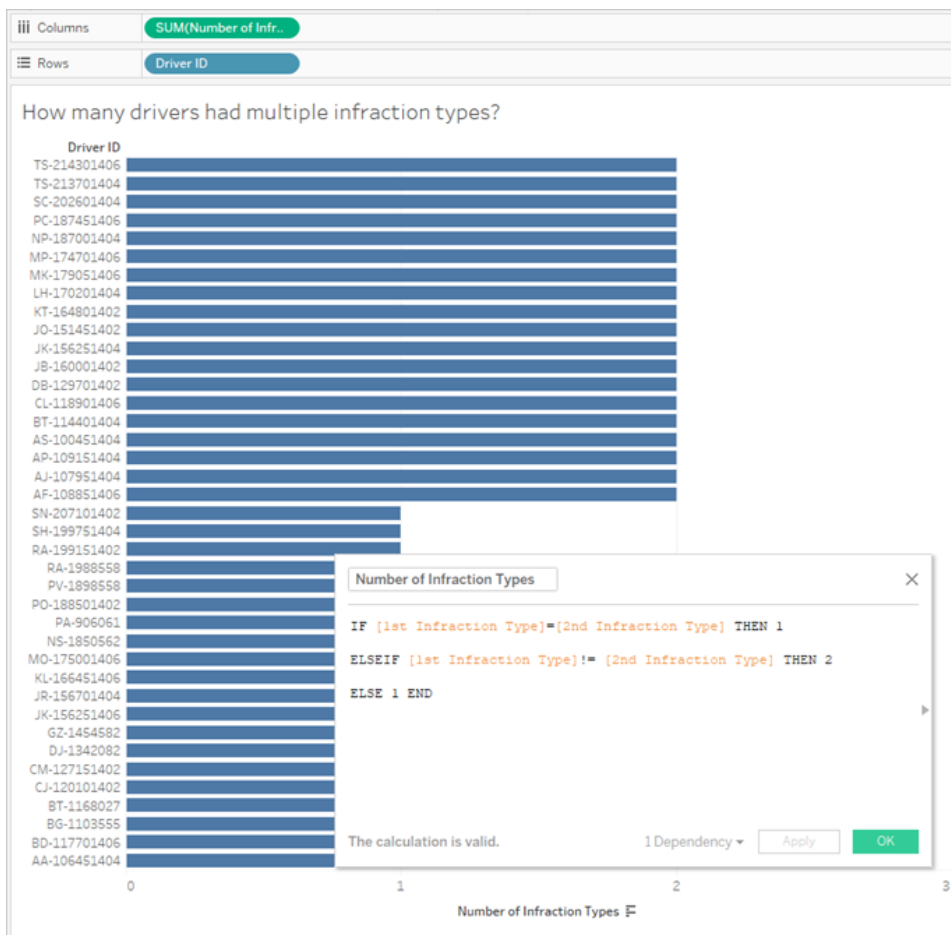 Columns
SUM(Number of Infr..
Rows
Driver ID
How many drivers had multiple infraction types?
Driver ID
TS-214301406
TS-213701404
SC-202601404
PC-187451406
NP-187001404
MP-174701406
MK-179051406
LH-170201404
KT-164801402
JO-151451402
JK-156251404
JB-160001402
DB-129701402
CL-118901406
BT-114401404
AS-100451404
AP-109151404
AJ-107951404
AF-108851406
SN-207101402
SH-199751404
RA-199151402
RA-1988558
PV-1898558
PO-188501402
PA-906061
NS-1850562
MO-175001406
KL-166451406
JR-156701404
JK-156251406
GZ-1454582
DJ-1342082
CM-127151402
CJ-120101402
BT-1168027
BG-1103555
BD-117701406
AA-106451404
Number of Infraction Types
IF [1st Infraction Type]=[2nd Infraction Type] THEN 1
ELSEIF [1st Infraction Type]!= [2nd Infraction Type] THEN 2
ELSE 1 END
The calculation is valid.
1 Dependency
Apply
OK
0 1 2 3
Number of Infraction Types